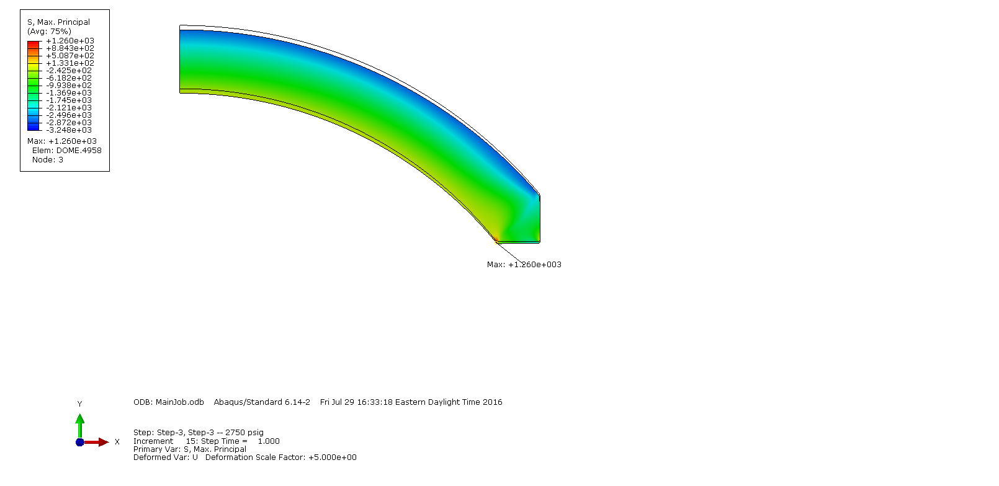 S, Max. Principal
(Avg: 75%)
+1.260e+03
+8.843e+02
+5.087e+02
+1.331e+02
-2.425e+02
-6.182e+02
-9.938e+02
-1.369e+03
-1.745e+03
-2.121e+03
-2.496e+03
-2.872e+03
-3.248e+03
Max: +1.260e+03
Elem: DOME.4958
Node: 3
Max: +1.260e+003
Y
X
ODB: MainJob.odb Abaqus/Standard 6.14-2 Fri Jul 29 16:33:18 Eastern Daylight Time 2016
Step: Step-3, Step-3 -- 2750 psig
Increment 15: Step Time = 1.000
Primary Var: S, Max. Principal
Deformed Var: U Deformation Scale Factor: +5.000e+00